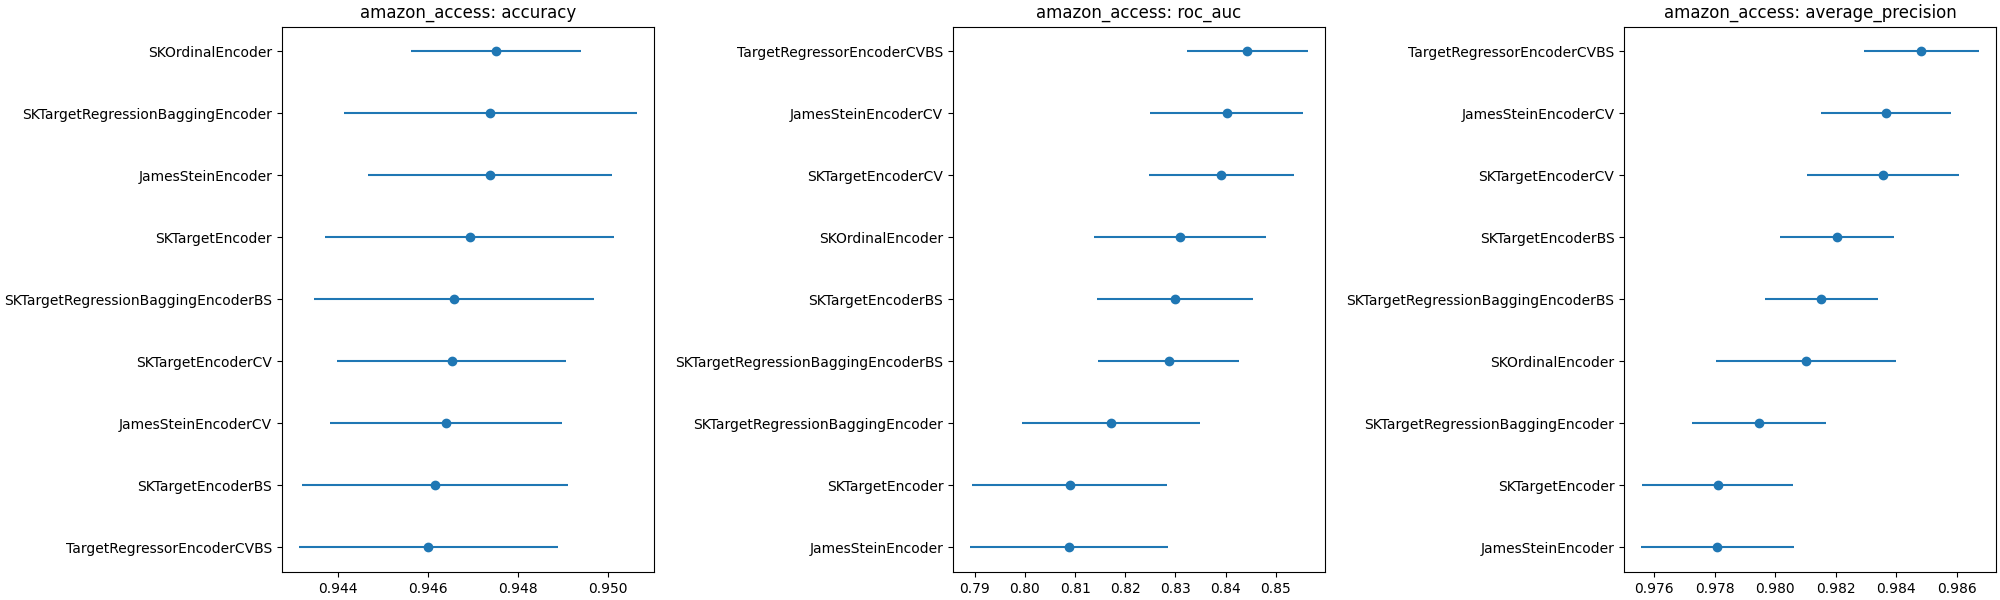 amazon_access: accuracy
SKOrdinalEncoder
SKTargetRegressionBaggingEncoder
JamesSteinEncoder
SKTargetEncoder
SKTargetRegressionBaggingEncoderBS
SKTargetEncoderCV
JamesSteinEncoderCV
SKTargetEncoderBS
TargetRegressorEncoderCVBS
0.944 0.946 0.948 0.950
amazon_access: roc_auc
TargetRegressorEncoderCVBS
JamesSteinEncoderCV
SKTargetEncoderCV
SKOrdinalEncoder
SKTargetEncoderBS
SKTargetRegressionBaggingEncoderBS
SKTargetRegressionBaggingEncoder
SKTargetEncoder
JamesSteinEncoder
0.79 0.80 0.81 0.82 0.83 0.84 0.85
amazon_access: average_precision
TargetRegressorEncoderCVBS
JamesSteinEncoderCV
SKTargetEncoderCV
SKTargetEncoderBS
SKTargetRegressionBaggingEncoderBS
SKOrdinalEncoder
SKTargetRegressionBaggingEncoder
SKTargetEncoder
JamesSteinEncoder
0.976 0.978 0.980 0.982 0.984 0.986